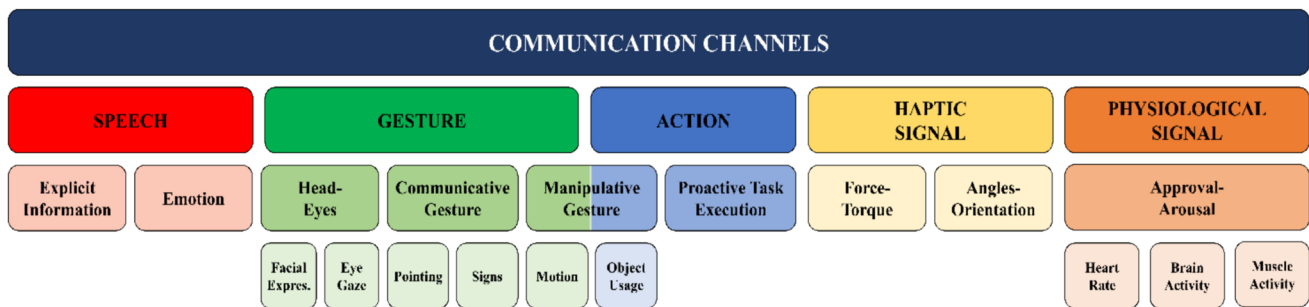 COMMUNICATION CHANNELS
SPEECH
GESTURE
ACTION
HAPTIC
SIGNAL
PHYSIOLOGICAL
SIGNAL
Explicit
Information
Emotion
Head-
Eyes
Communicative
Gesture
Manipulative
Gesture
Proactive Task
Execution
Force-
Torque
Angles-
Orientation
Approval-
Arousal
Facial
Expres.
Eye
Gaze
Pointing
Signs
Motion
Object
Usage
Heart
Rate
Brain
Activity
Muscle
Activity